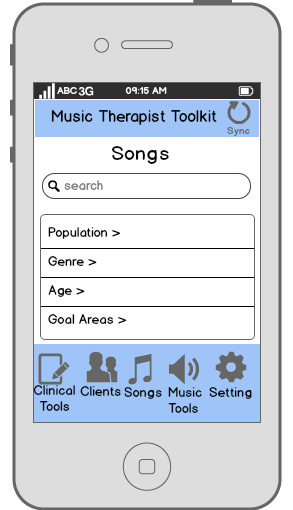 ABC 3G 09:15 AM
Music Therapist Toolkit
Sync
Songs
search
Population >
Genre >
Age >
Goal Areas >
Clinical Tools
Clients
Songs
Music Tools
Setting